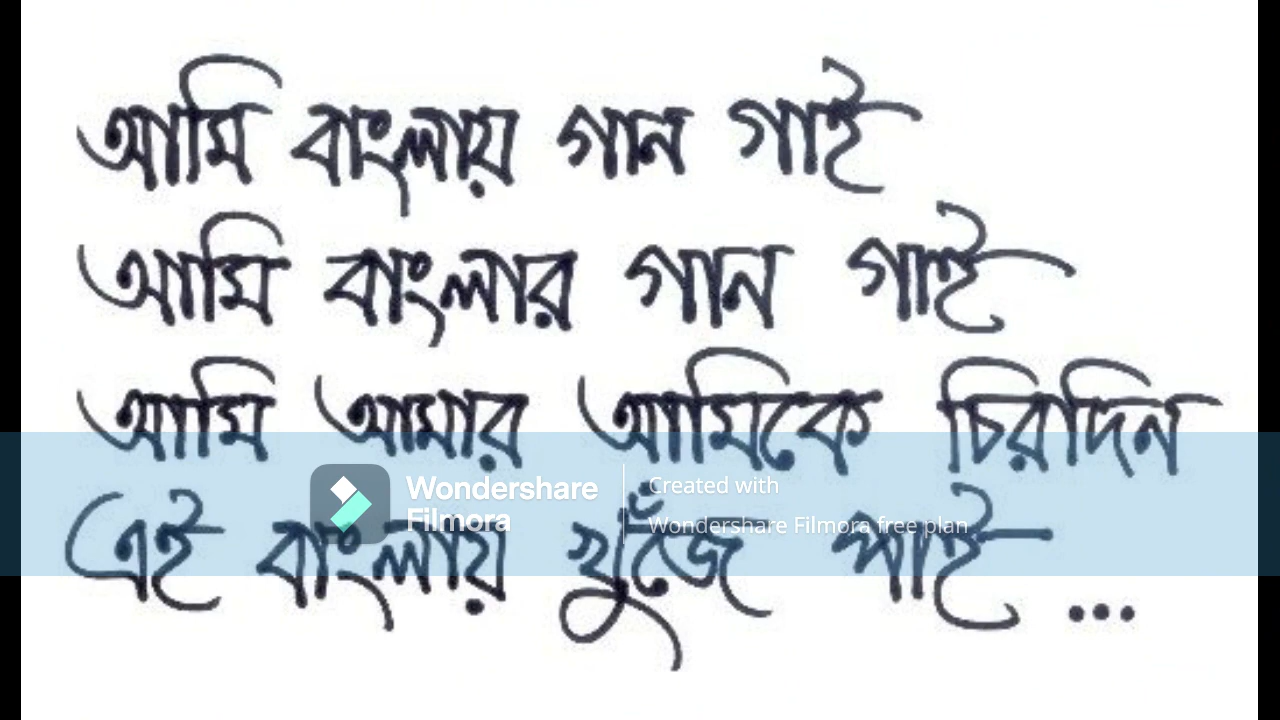 আমি বাংলায় গান গাই
আমি বাংলার গান গাই
আমি আমার আমিকে চিরদিন
এই বাংলায় খুঁজে পাই ...
Wondershare
Filmora
Created with
Wondershare Filmora free plan